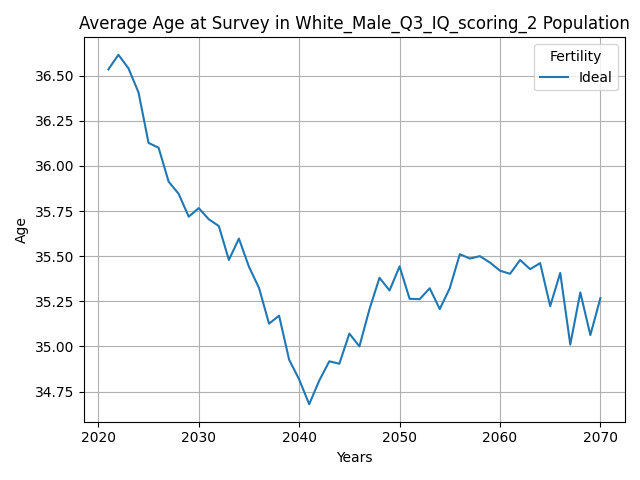 Average Age at Survey in White_Male_Q3_IQ_scoring_2 Population
Fertility
Ideal
36.50
36.25
36.00
35.75
35.50
35.25
35.00
34.75
Age
2020 2030 2040 2050 2060 2070
Years